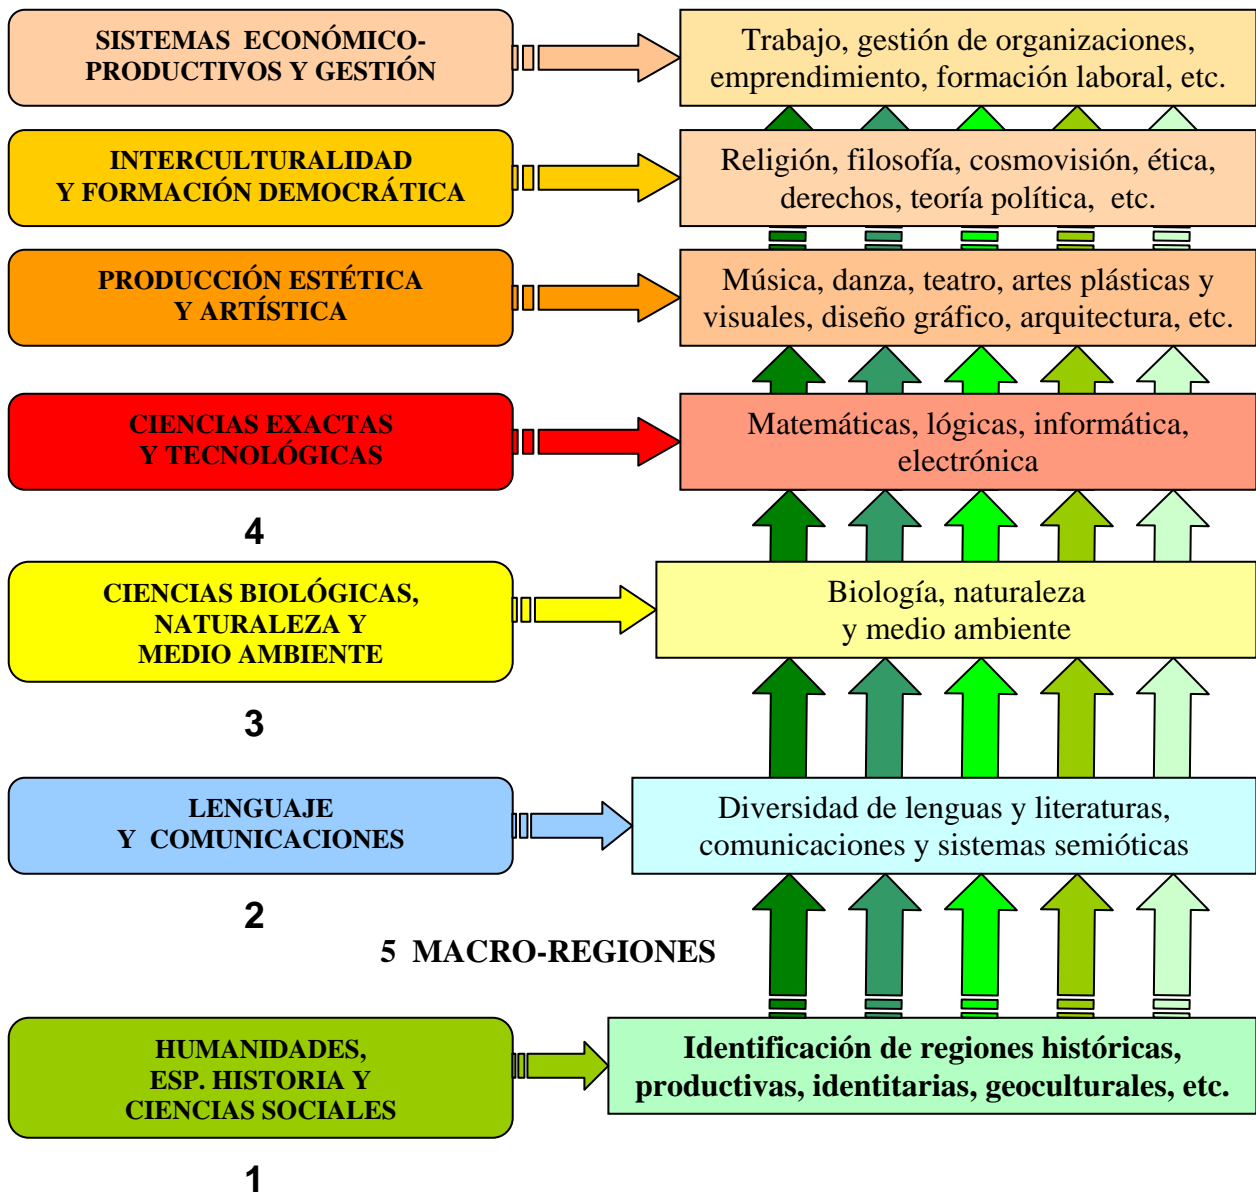 SISTEMAS ECONÓMICO-
PRODUCTIVOS Y GESTIÓN
Trabajo, gestión de organizaciones,
emprendimiento, formación laboral, etc.
INTERCULTURALIDAD
Y FORMACIÓN DEMOCRÁTICA
Religión, filosofía, cosmovisión, ética,
derechos, teoría política, etc.
PRODUCCIÓN ESTÉTICA
Y ARTÍSTICA
Música, danza, teatro, artes plásticas y
visuales, diseño gráfico, arquitectura, etc.
CIENCIAS EXACTAS
Y TECNOLÓGICAS
Matemáticas, lógicas, informática,
electrónica
4
CIENCIAS BIOLÓGICAS,
NATURALEZA Y
MEDIO AMBIENTE
Biología, naturaleza
y medio ambiente
3
LENGUAJE
Y COMUNICACIONES
Diversidad de lenguas y literaturas,
comunicaciones y sistemas semióticas
2
5 MACRO-REGIONES
HUMANIDADES,
ESP. HISTORIA Y
CIENCIAS SOCIALES
Identificación de regiones históricas,
productivas, identitarias, geoculturales, etc.
1